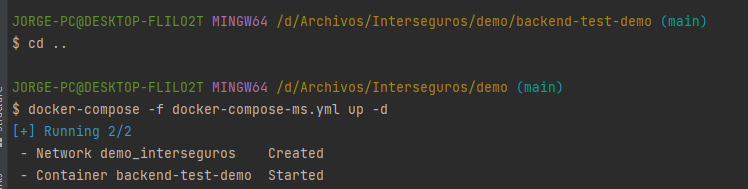 JORGE-PC@DESKTOP-FLILO2T MINGW64 /d/Archivos/Interseguros/demo/backend-test-demo (main)
$ cd ..
JORGE-PC@DESKTOP-FLILO2T MINGW64 /d/Archivos/Interseguros/demo (main)
$ docker-compose -f docker-compose-ms.yml up -d
[+] Running 2/2
- Network demo_interseguros Created
- Container backend-test-demo Started